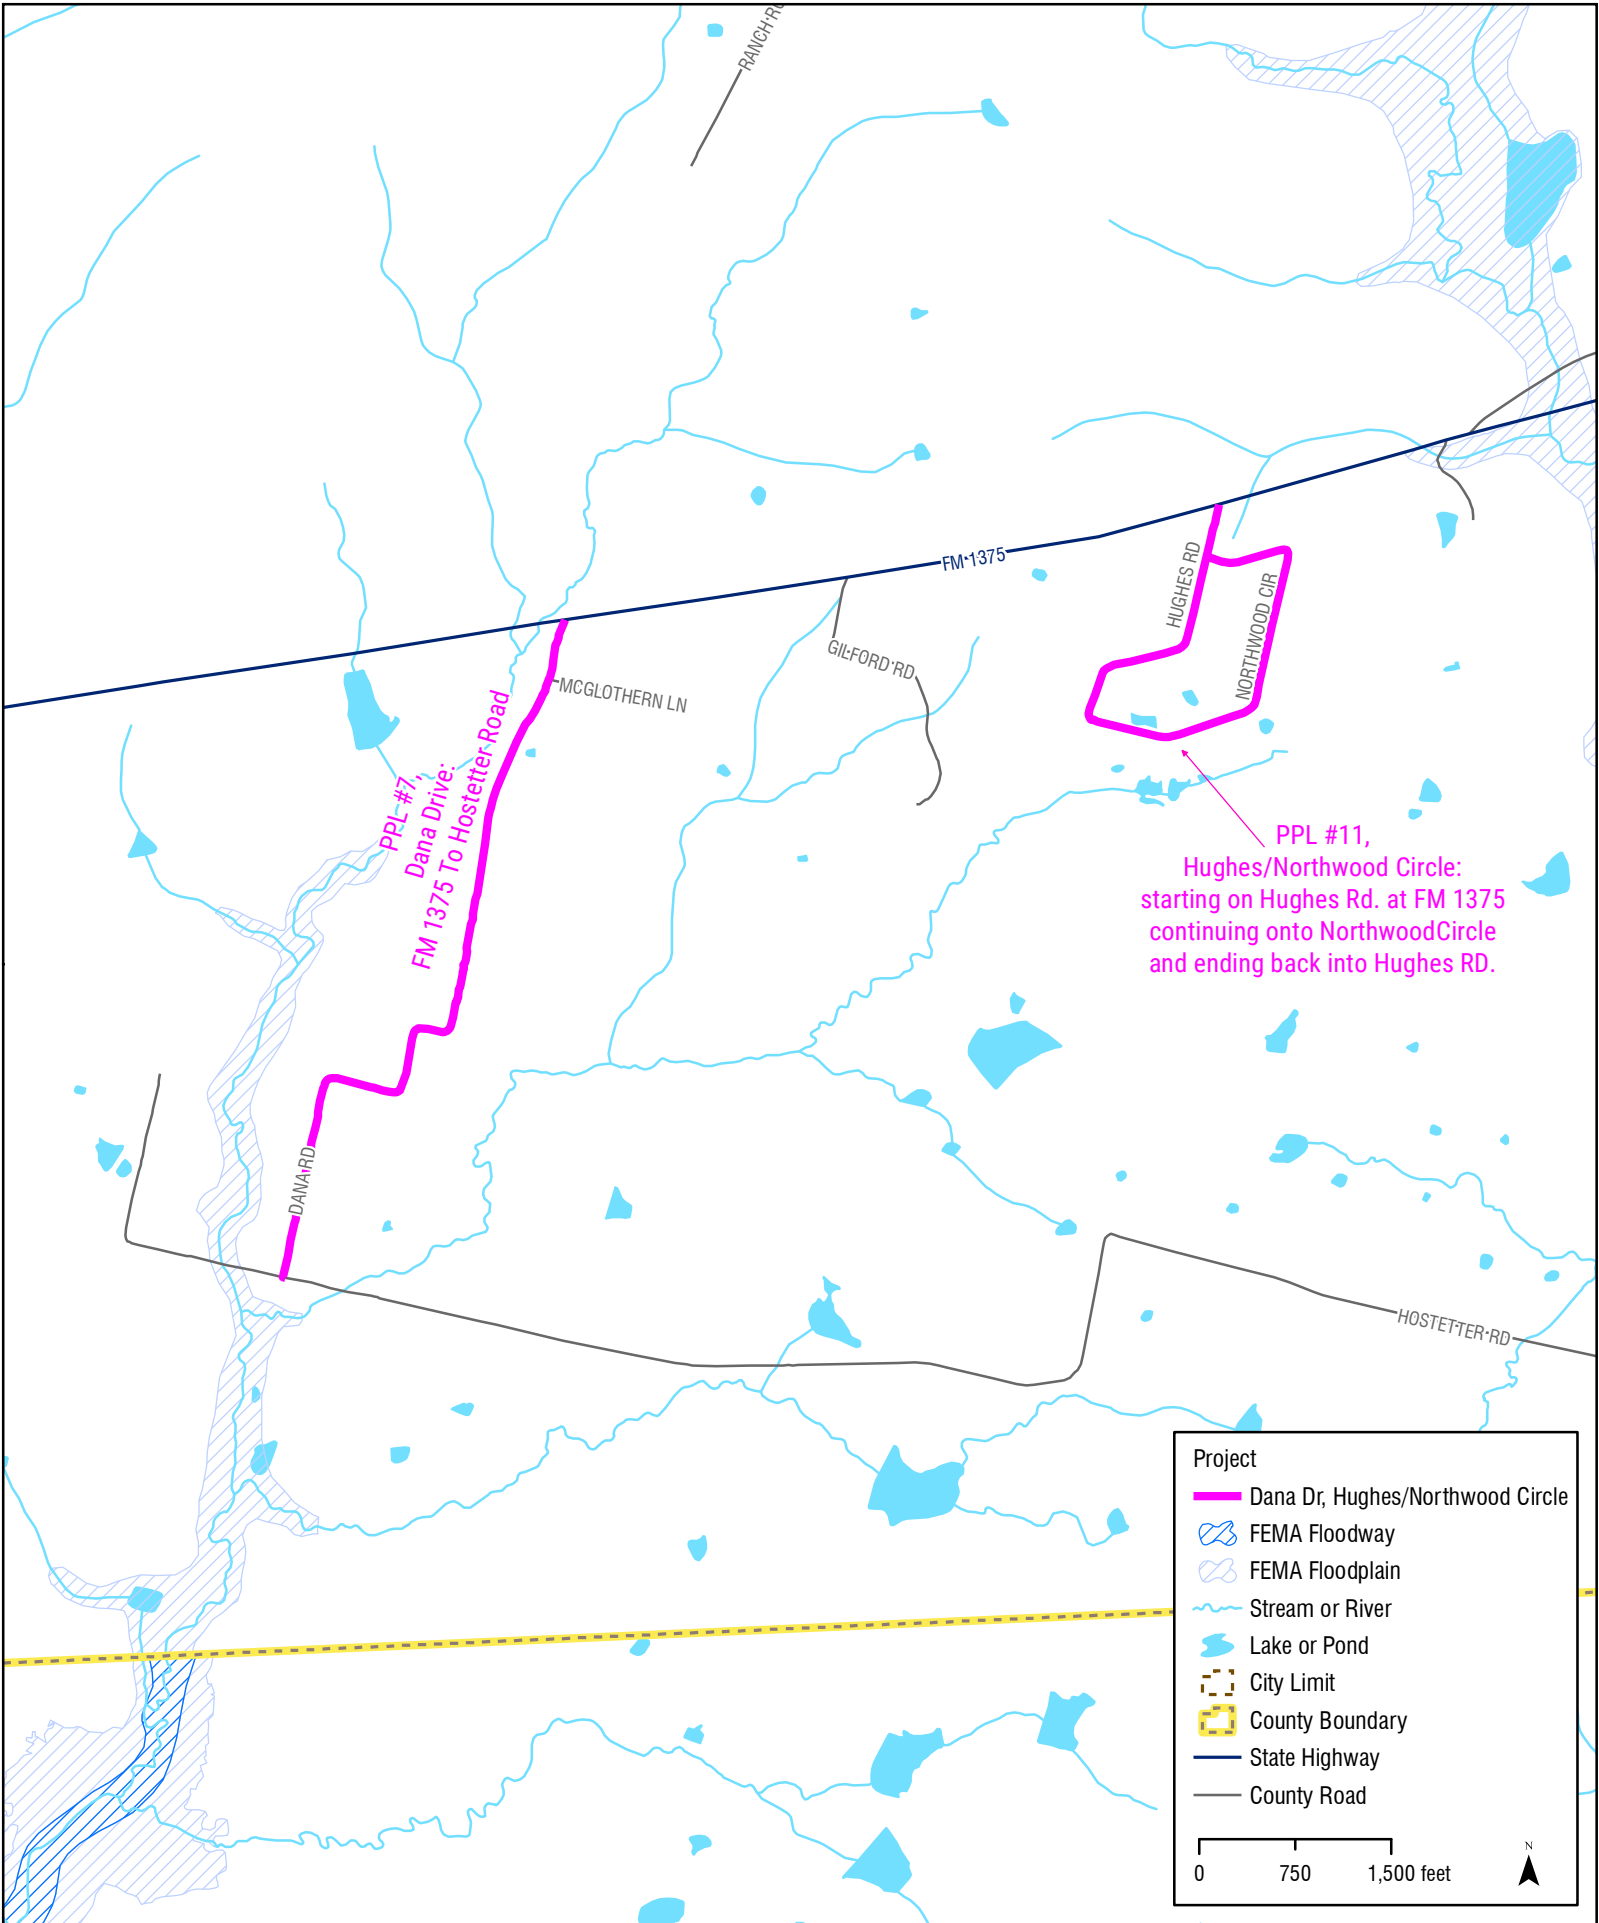 RANCH RO
FM 1375
HUGHES RD
NORTHWOOD CIR
GILFORD RD
MCGLOTHERN LN
PPL #7,
Dana Drive:
FM 1375 To Hostetter Road
PPL #11,
Hughes/Northwood Circle:
starting on Hughes Rd. at FM 1375
continuing onto NorthwoodCircle
and ending back into Hughes RD.
DANA RD
HOSTETTER RD
Project
Dana Dr, Hughes/Northwood Circle
FEMA Floodway
FEMA Floodplain
Stream or River
Lake or Pond
City Limit
County Boundary
State Highway
County Road
0 750 1,500 feet
N